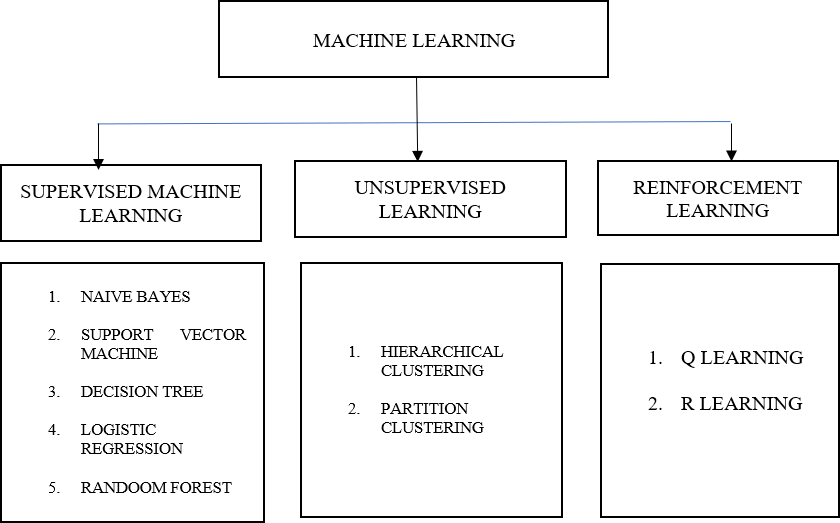 MACHINE LEARNING
SUPERVISED MACHINE
LEARNING
UNSUPERVISED
LEARNING
REINFORCEMENT
LEARNING
1. NAIVE BAYES
2. SUPPORT VECTOR
MACHINE
3. DECISION TREE
4. LOGISTIC
REGRESSION
5. RANDOOM FOREST
1. HIERARCHICAL
CLUSTERING
2. PARTITION
CLUSTERING
1. Q LEARNING
2. R LEARNING